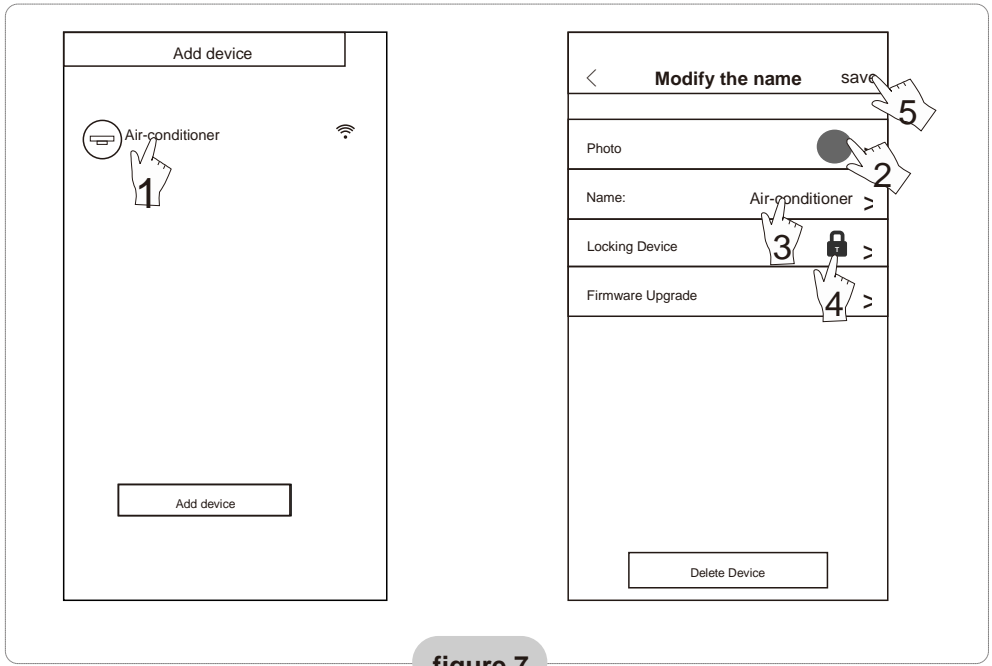 Add device
Air-conditioner
1
Add device
Modify the name save
5
Photo
2
Name: Air-conditioner >
3
Locking Device >
4
Firmware Upgrade >
Delete Device
figure 7